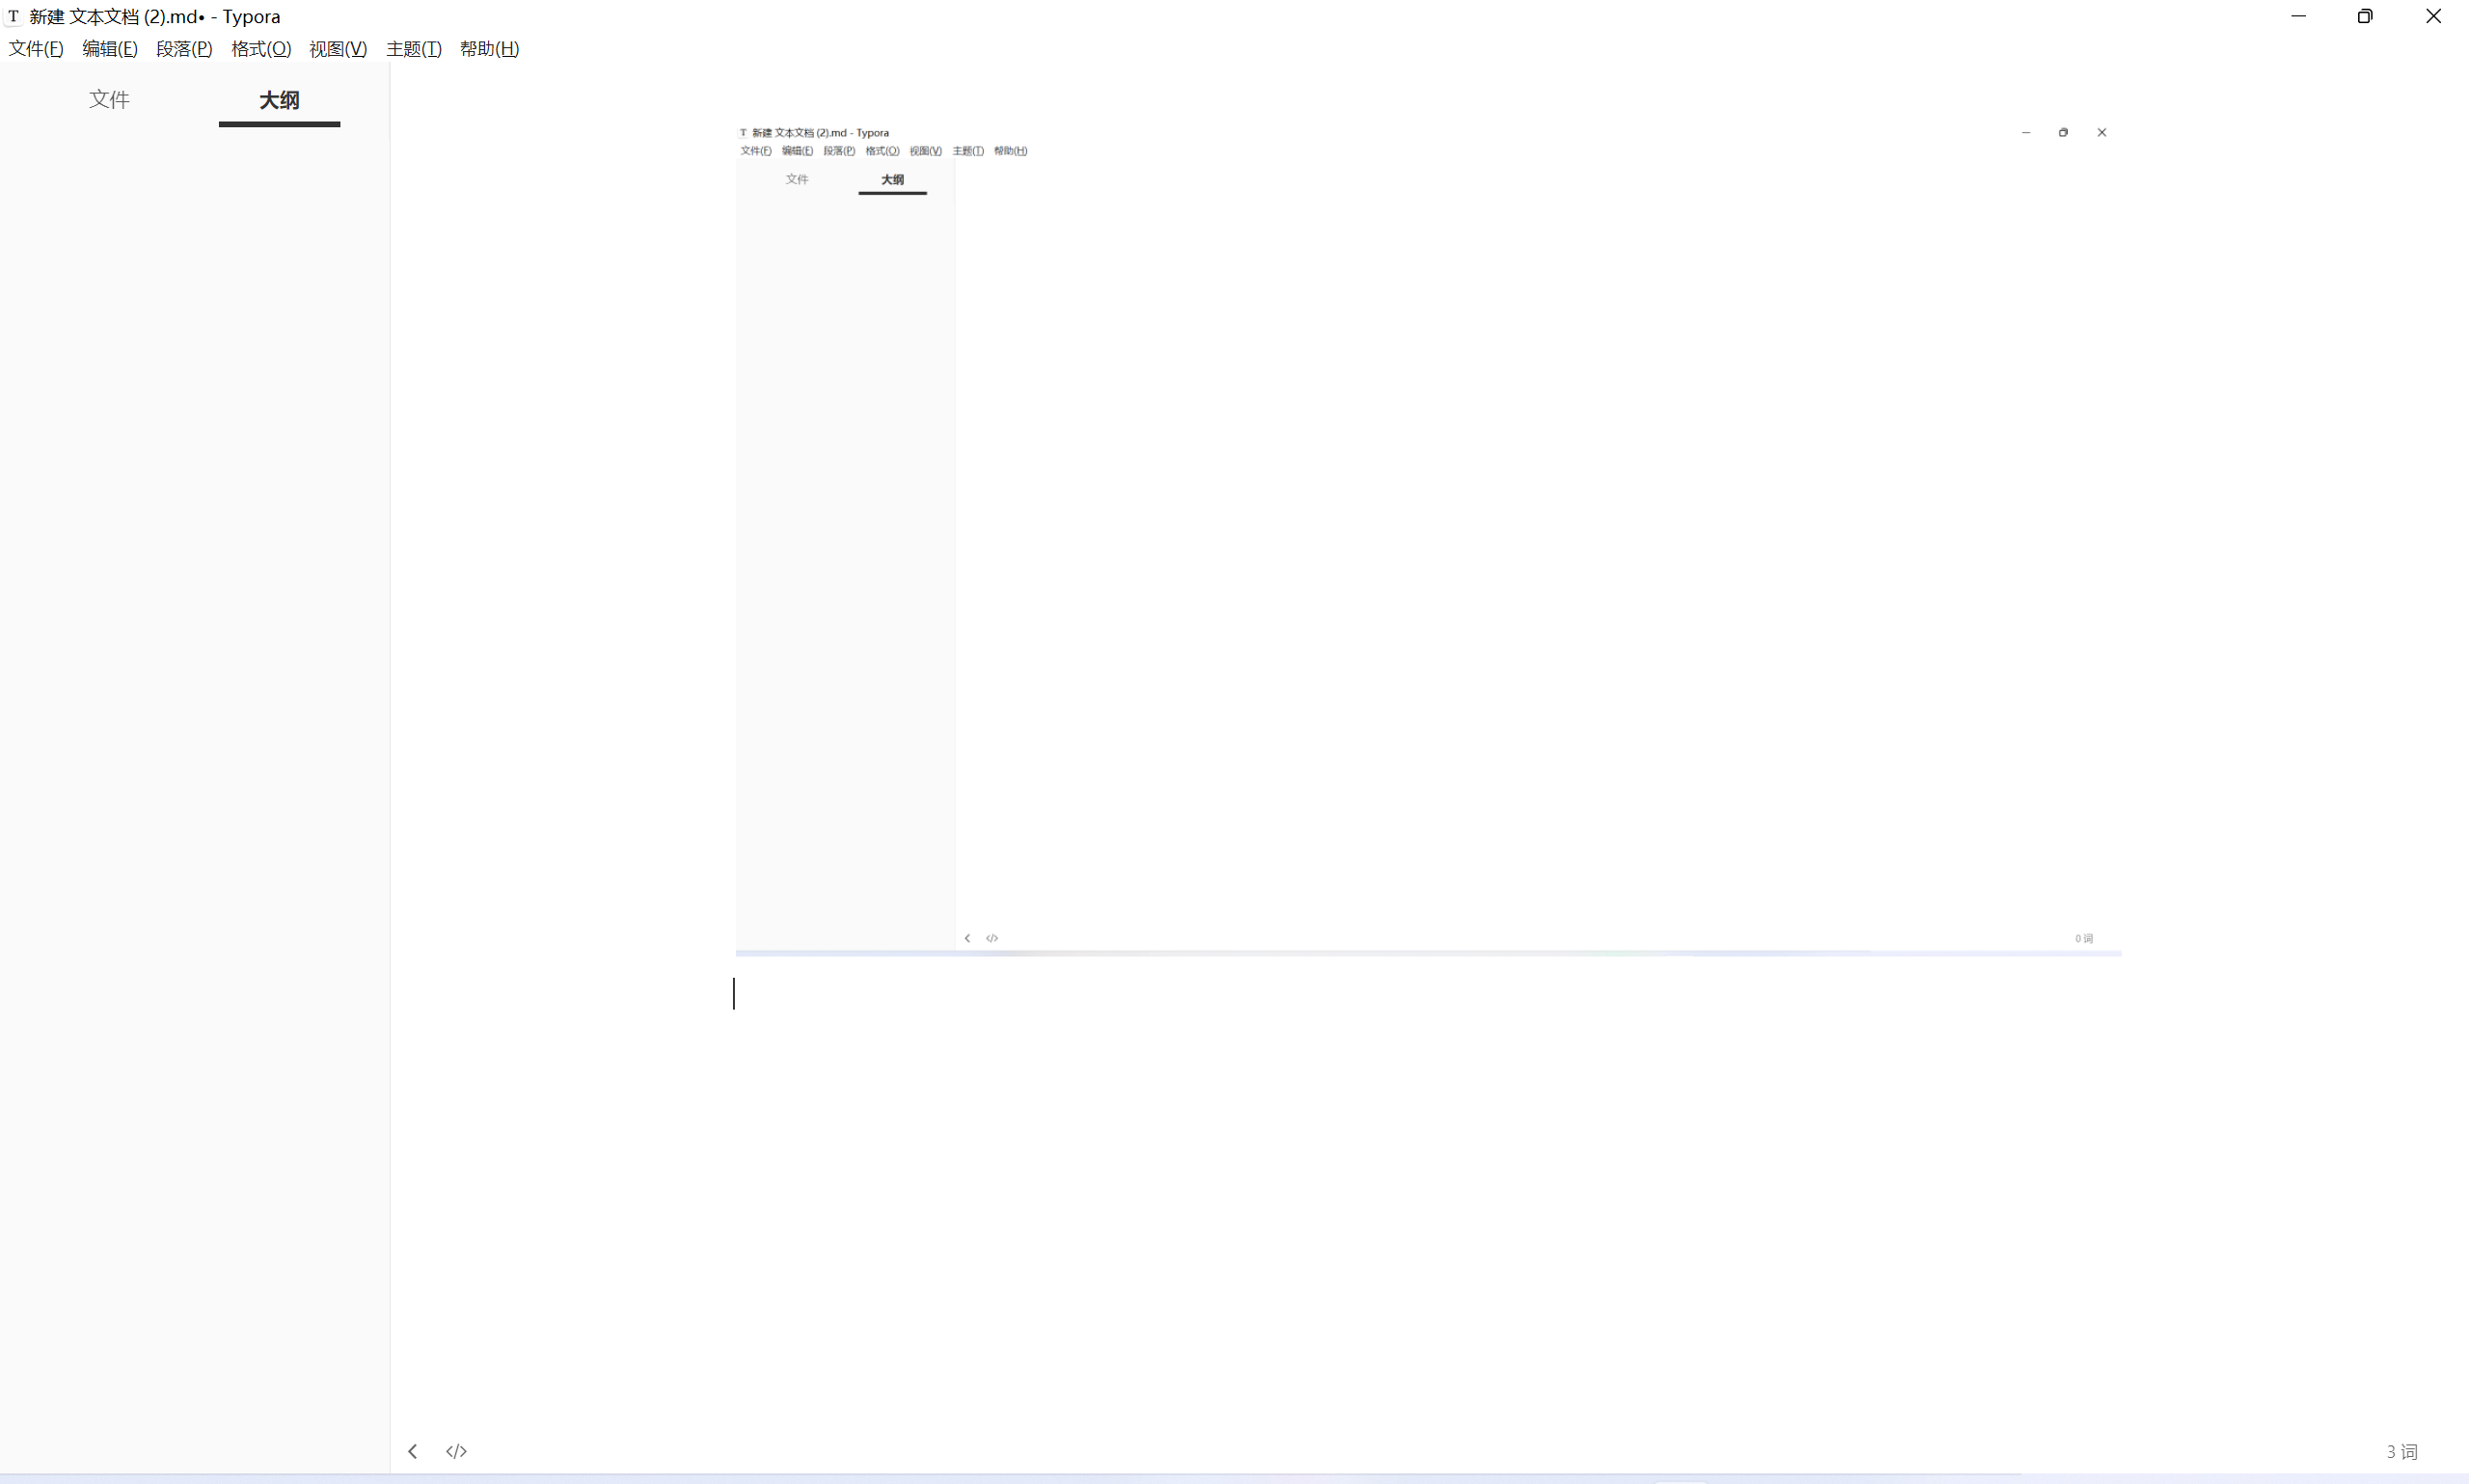 T 新建 文本文档 (2).md• - Typora
文件(F) 编辑(E) 段落(P) 格式(O) 视图(V) 主题(T) 帮助(H)
文件 大纲
T 新建 文本文档 (2).md - Typora
文件(F) 编辑(E) 段落(P) 格式(O) 视图(V) 主题(T) 帮助(H)
文件 大纲
</> 0 词
</> 3 词